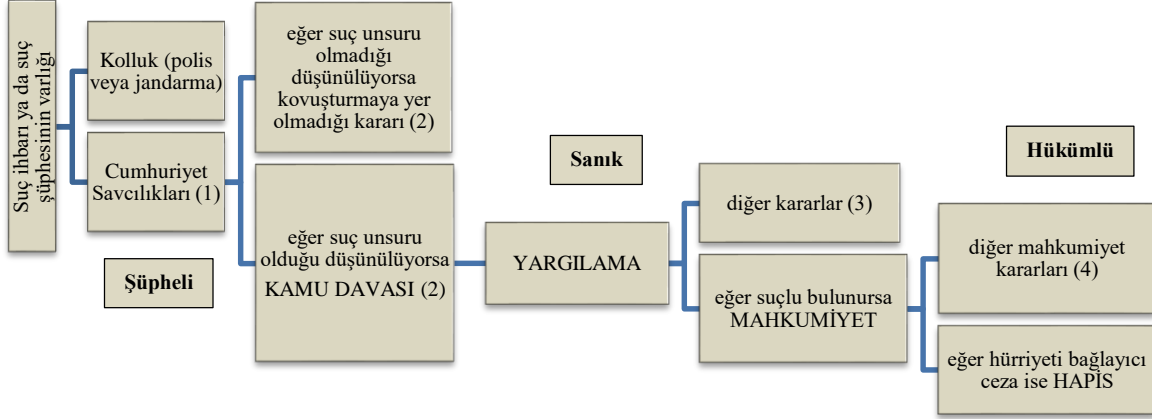 Suç ihbarı ya da suç
şüphesinin varlığı
Kolluk (polis
veya jandarma)
Cumhuriyet
Savcılıkları (1)
Şüpheli
eğer suç unsuru
olmadığı
düşünülüyorsa
kovuşturmaya yer
olmadığı kararı (2)
eğer suç unsuru
olduğu düşünülüyorsa
KAMU DAVASI (2)
Sanık
YARGILAMA
diğer kararlar (3)
eğer suçlu bulunursa
MAHKUMİYET
Hükümlü
diğer mahkumiyet
kararları (4)
eğer hürriyeti bağlayıcı
ceza ise HAPİS